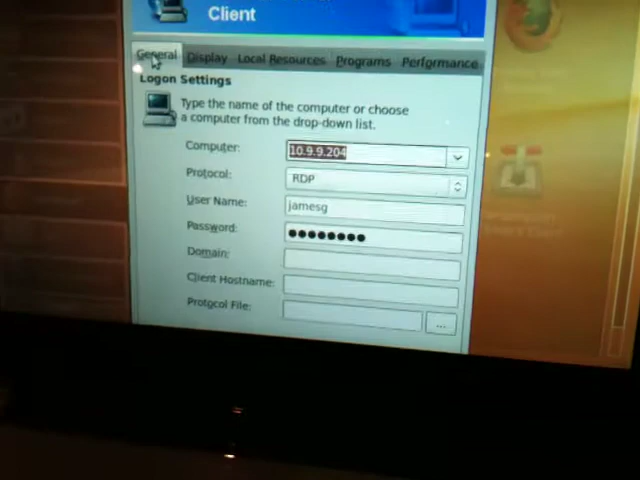 Client
General Display Local Resources Programs Performance
Logon Settings
Type the name of the computer or choose
a computer from the drop-down list.
Computer: 10.9.9.204
Protocol: RDP
User Name: jamesg
Password: ●●●●●●●●
Domain:
Client Hostname:
Protocol File: ...